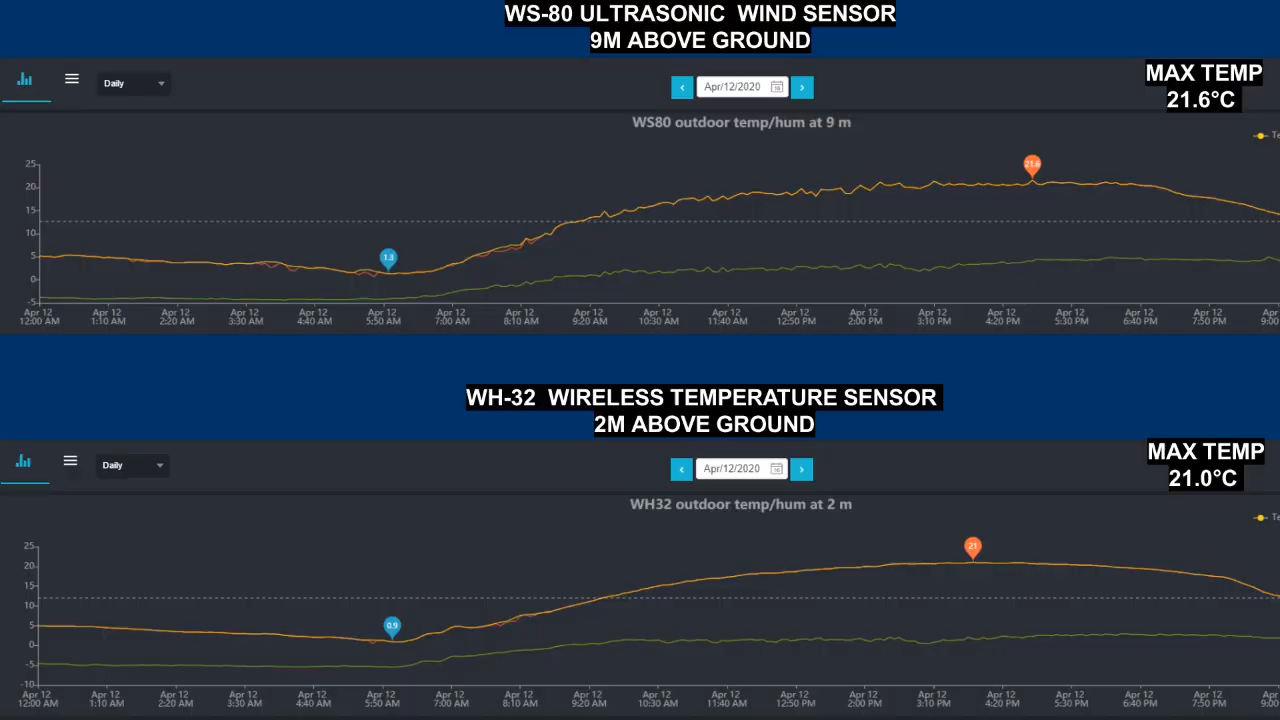 WS-80 ULTRASONIC WIND SENSOR
9M ABOVE GROUND
Daily
Apr/12/2020
16
MAX TEMP
21.6°C
WS80 outdoor temp/hum at 9 m
Te
25
20
15
10
5
0
-5
21.6
1.3
Apr 12 Apr 12 Apr 12 Apr 12 Apr 12 Apr 12 Apr 12 Apr 12 Apr 12 Apr 12 Apr 12 Apr 12 Apr 12 Apr 12 Apr 12 Apr 12 Apr 12 Apr 12 Apr
12:00 AM 1:10 AM 2:20 AM 3:30 AM 4:40 AM 5:50 AM 7:00 AM 8:10 AM 9:20 AM 10:30 AM 11:40 AM 12:50 PM 2:00 PM 3:10 PM 4:20 PM 5:30 PM 6:40 PM 7:50 PM 9:00
WH-32 WIRELESS TEMPERATURE SENSOR
2M ABOVE GROUND
Daily
Apr/12/2020
16
MAX TEMP
21.0°C
WH32 outdoor temp/hum at 2 m
Te
25
20
15
10
5
0
-5
-10
21
0.9
Apr 12 Apr 12 Apr 12 Apr 12 Apr 12 Apr 12 Apr 12 Apr 12 Apr 12 Apr 12 Apr 12 Apr 12 Apr 12 Apr 12 Apr 12 Apr 12 Apr 12 Apr 12 Apr
12:00 AM 1:10 AM 2:20 AM 3:30 AM 4:40 AM 5:50 AM 7:00 AM 8:10 AM 9:20 AM 10:30 AM 11:40 AM 12:50 PM 2:00 PM 3:10 PM 4:20 PM 5:30 PM 6:40 PM 7:50 PM 9:00